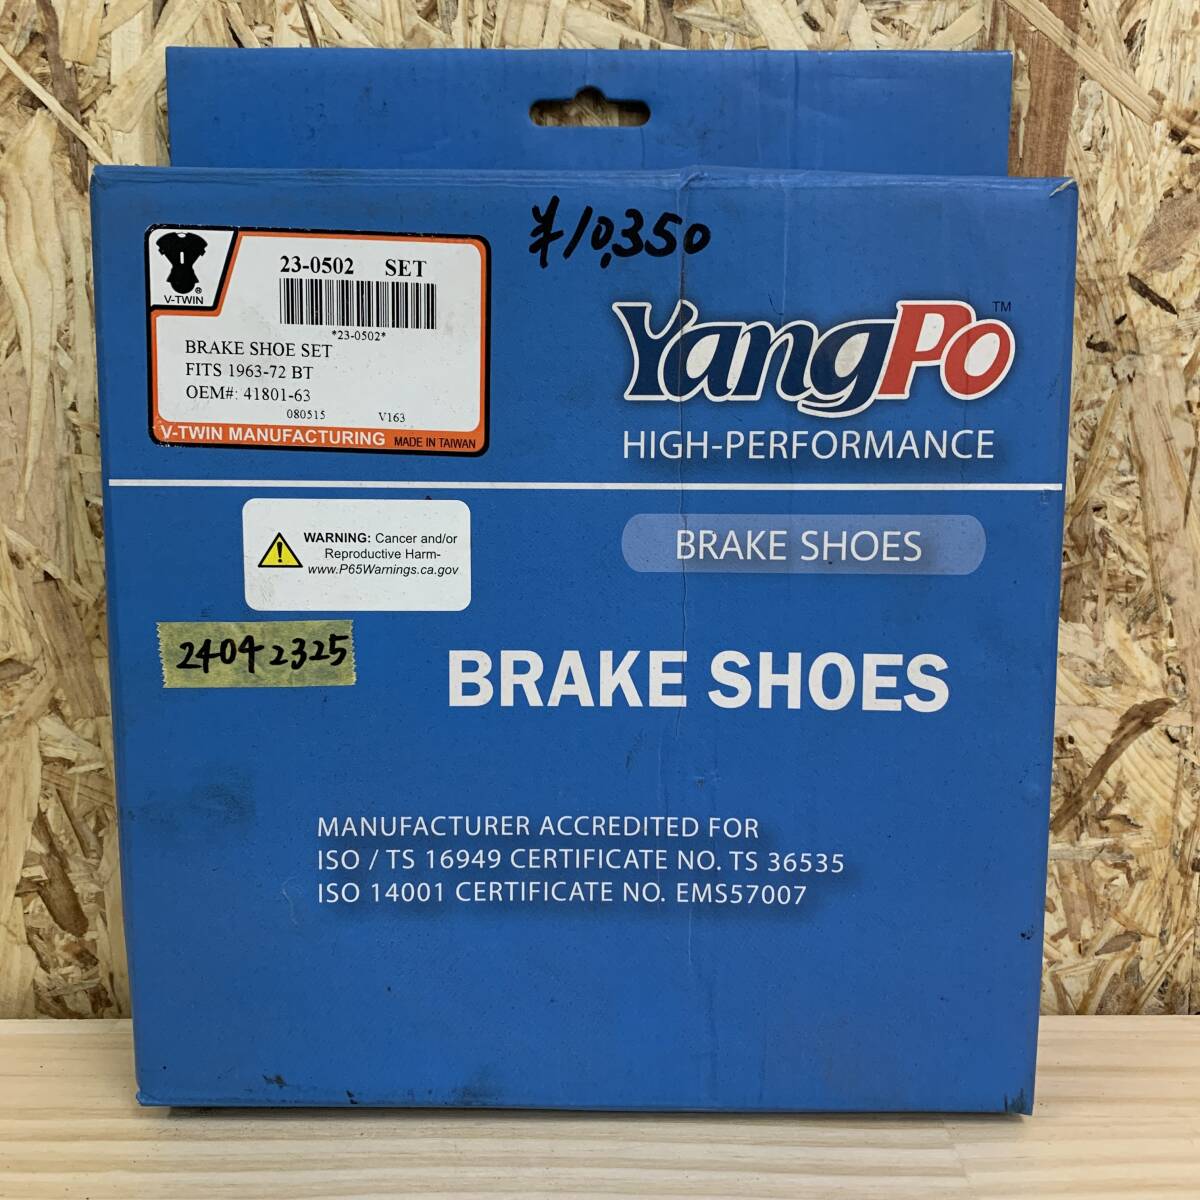 ¥10,350
V-TWIN
®
23-0502 SET
*23-0502*
BRAKE SHOE SET
FITS 1963-72 BT
OEM#: 41801-63
080515 V163
V-TWIN MANUFACTURING MADE IN TAIWAN
YangPo™
HIGH-PERFORMANCE
BRAKE SHOES
WARNING: Cancer and/or
Reproductive Harm-
www.P65Warnings.ca.gov
24042325
BRAKE SHOES
MANUFACTURER ACCREDITED FOR
ISO / TS 16949 CERTIFICATE NO. TS 36535
ISO 14001 CERTIFICATE NO. EMS57007